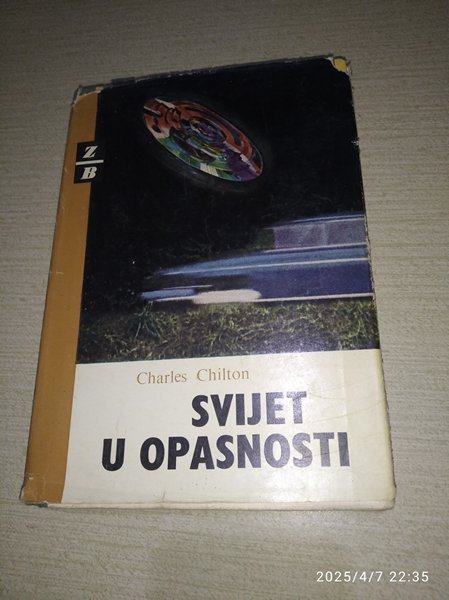 Z
B
Charles Chilton
SVIJET
U OPASNOSTI
2025/4/7 22:35